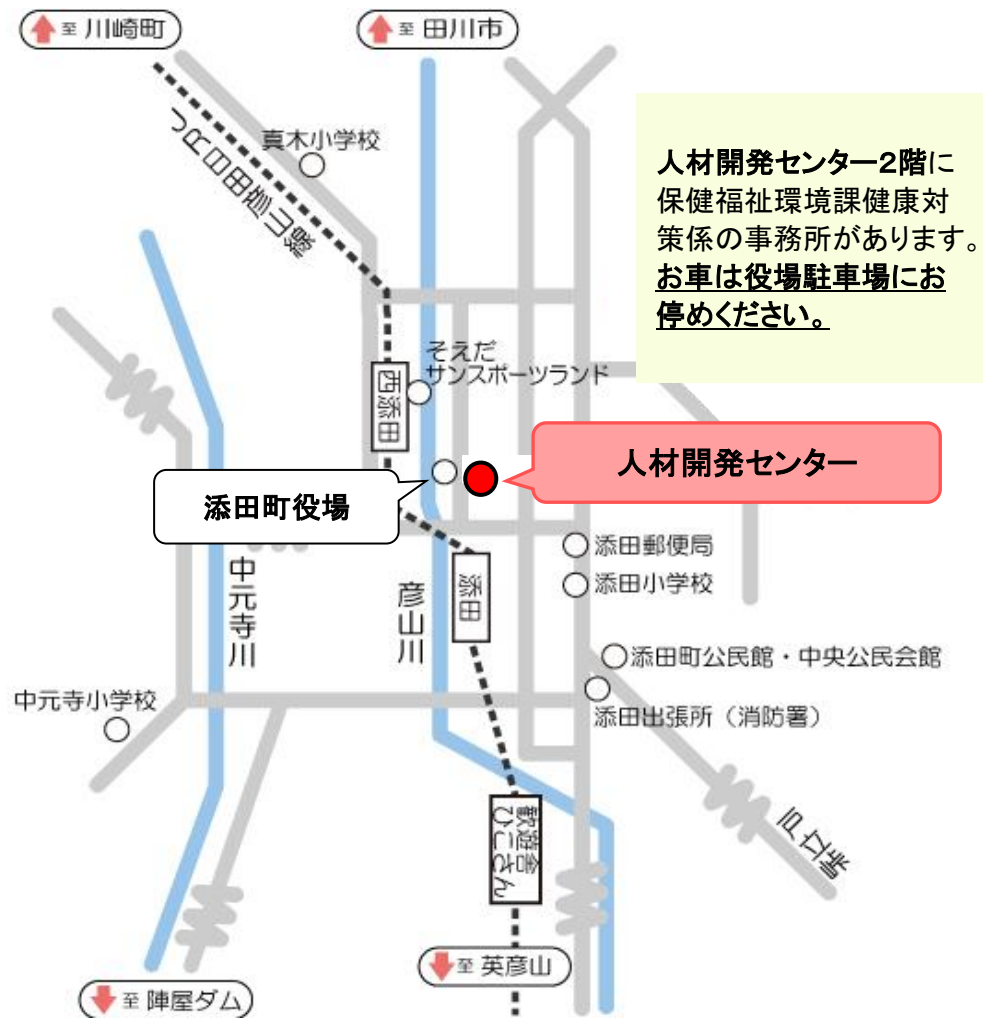 至 川崎町
至 田川市
真木小学校
JR日田彦山線
人材開発センター2階に
保健福祉環境課健康対
策係の事務所があります。
お車は役場駐車場にお
停めください。
そえだ
サンスポーツランド
西添田
人材開発センター
添田町役場
添田郵便局
添田小学校
添田
中元寺川
彦山川
添田町公民館・中央公民会館
中元寺小学校
添田出張所（消防署）
歓遊舎
ひこさん
戸立峠
至 英彦山
至 陣屋ダム